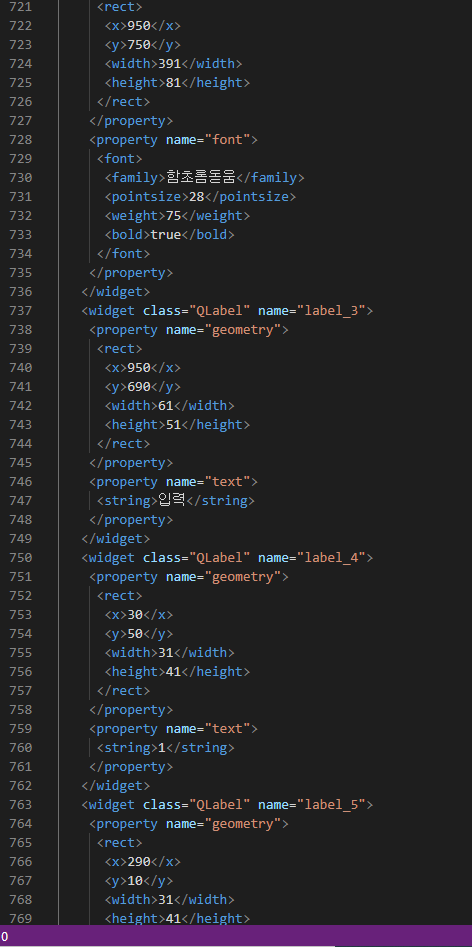 721 <rect>
722 <x>950</x>
723 <y>750</y>
724 <width>391</width>
725 <height>81</height>
726 </rect>
727 </property>
728 <property name="font">
729 <font>
730 <family>함초롬돋움</family>
731 <pointsize>28</pointsize>
732 <weight>75</weight>
733 <bold>true</bold>
734 </font>
735 </property>
736 </widget>
737 <widget class="QLabel" name="label_3">
738 <property name="geometry">
739 <rect>
740 <x>950</x>
741 <y>690</y>
742 <width>61</width>
743 <height>51</height>
744 </rect>
745 </property>
746 <property name="text">
747 <string>입력</string>
748 </property>
749 </widget>
750 <widget class="QLabel" name="label_4">
751 <property name="geometry">
752 <rect>
753 <x>30</x>
754 <y>50</y>
755 <width>31</width>
756 <height>41</height>
757 </rect>
758 </property>
759 <property name="text">
760 <string>1</string>
761 </property>
762 </widget>
763 <widget class="QLabel" name="label_5">
764 <property name="geometry">
765 <rect>
766 <x>290</x>
767 <y>10</y>
768 <width>31</width>
769 <height>41</height>
0